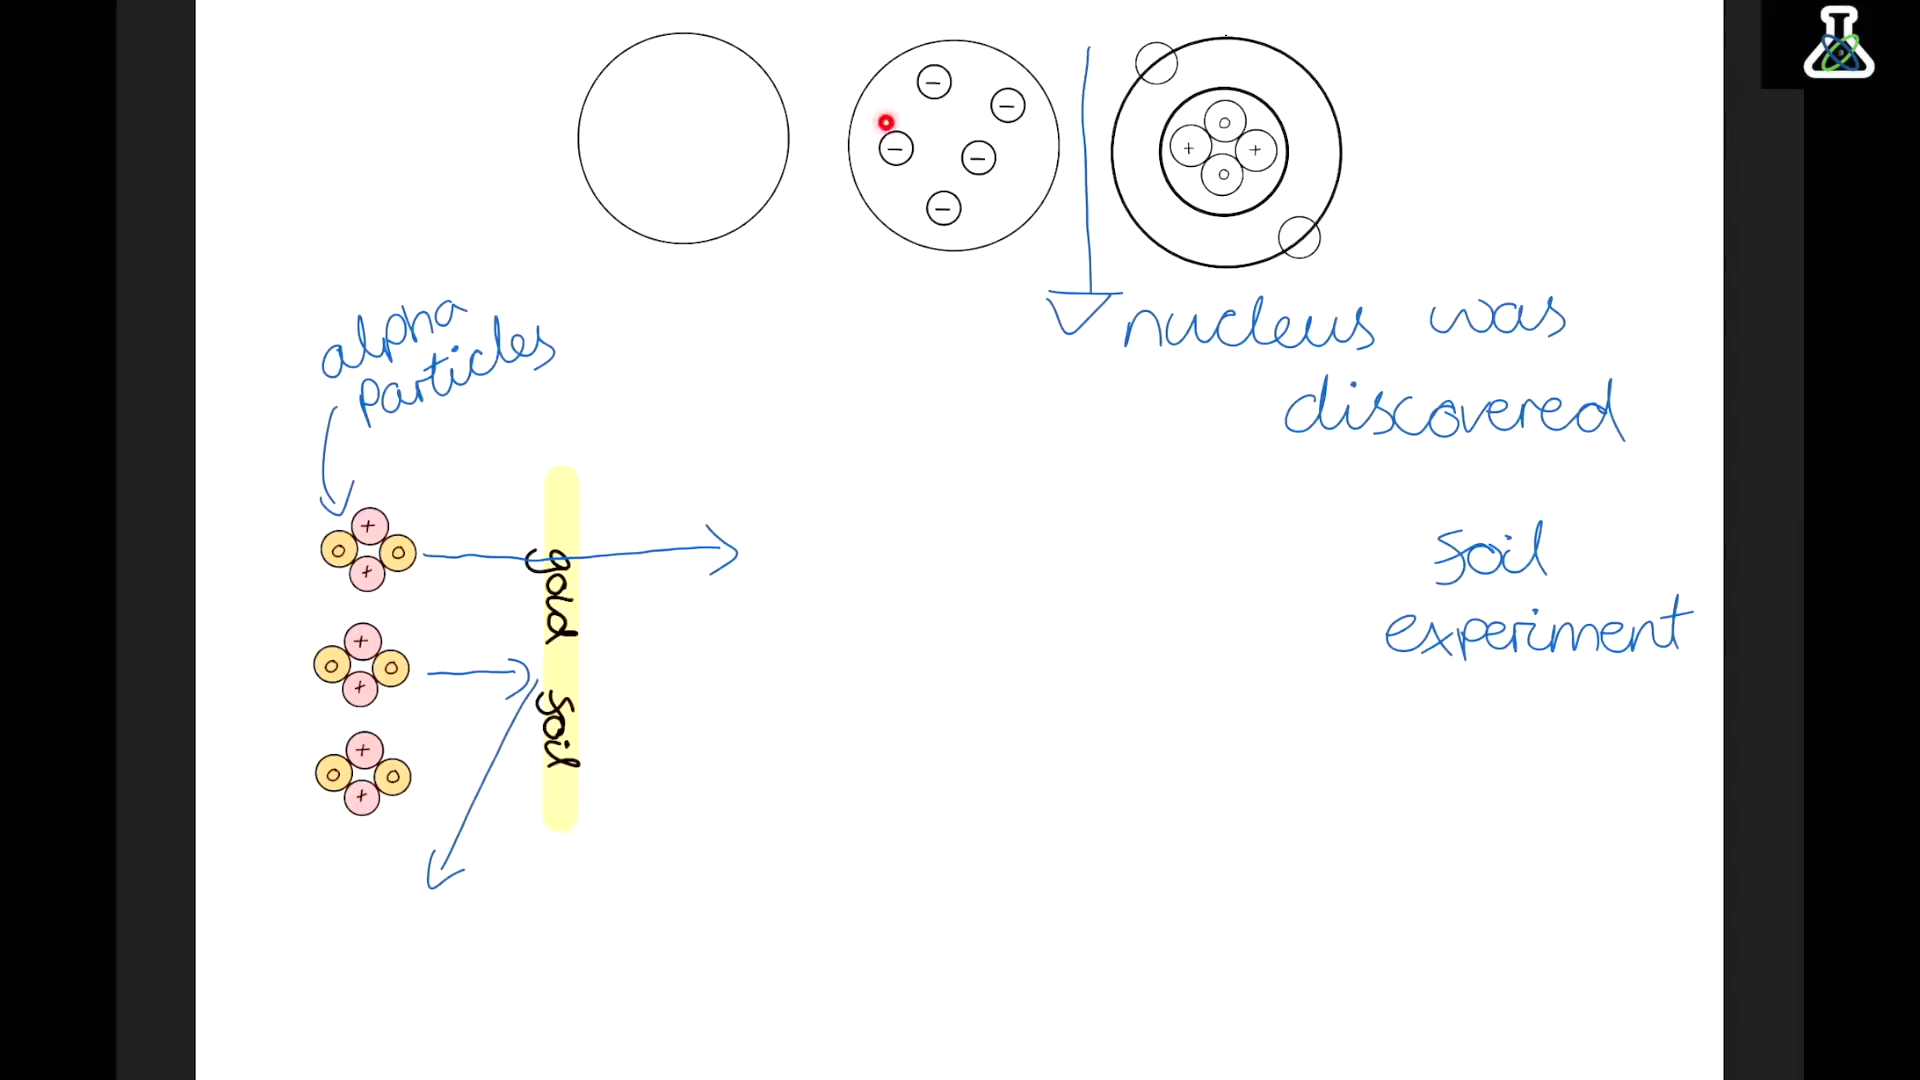 nucleus was
discovered
alpha
particles
gold foil
foil
experiment
− − − − −
o
+ +
o
+
o o
+
+
o o
+
+
o o
+